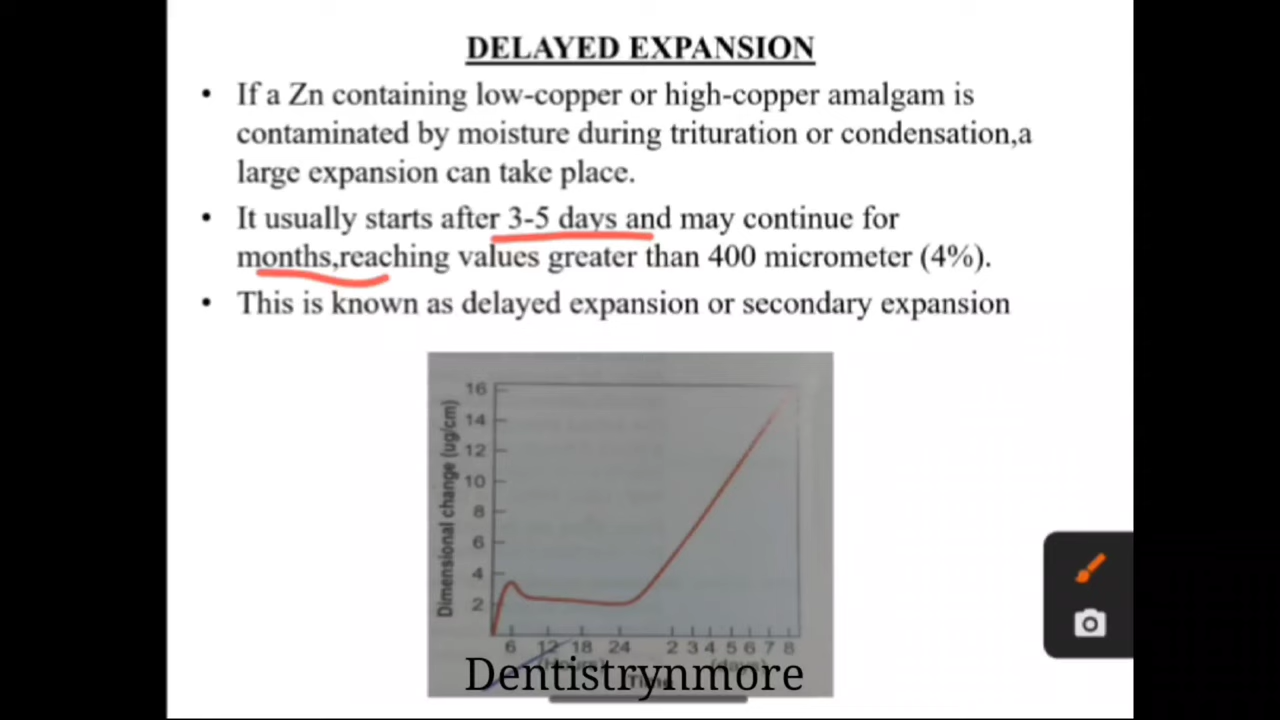 DELAYED EXPANSION
• If a Zn containing low-copper or high-copper amalgam is
contaminated by moisture during trituration or condensation,a
large expansion can take place.
• It usually starts after 3-5 days and may continue for
months,reaching values greater than 400 micrometer (4%).
• This is known as delayed expansion or secondary expansion
Dimensional change (ug/cm)
16
14
12
10
8
6
4
2
6 12 18 24 2 3 4 5 6 7 8
(days)
Time
Dentistrynmore